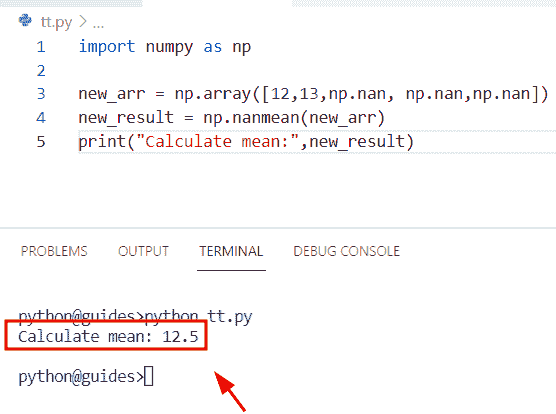 tt.py > ...
1 import numpy as np
2
3 new_arr = np.array([12,13,np.nan, np.nan,np.nan])
4 new_result = np.nanmean(new_arr)
5 print("Calculate mean:",new_result)
PROBLEMS OUTPUT TERMINAL DEBUG CONSOLE
python@guides>python tt.py
Calculate mean: 12.5
python@guides>